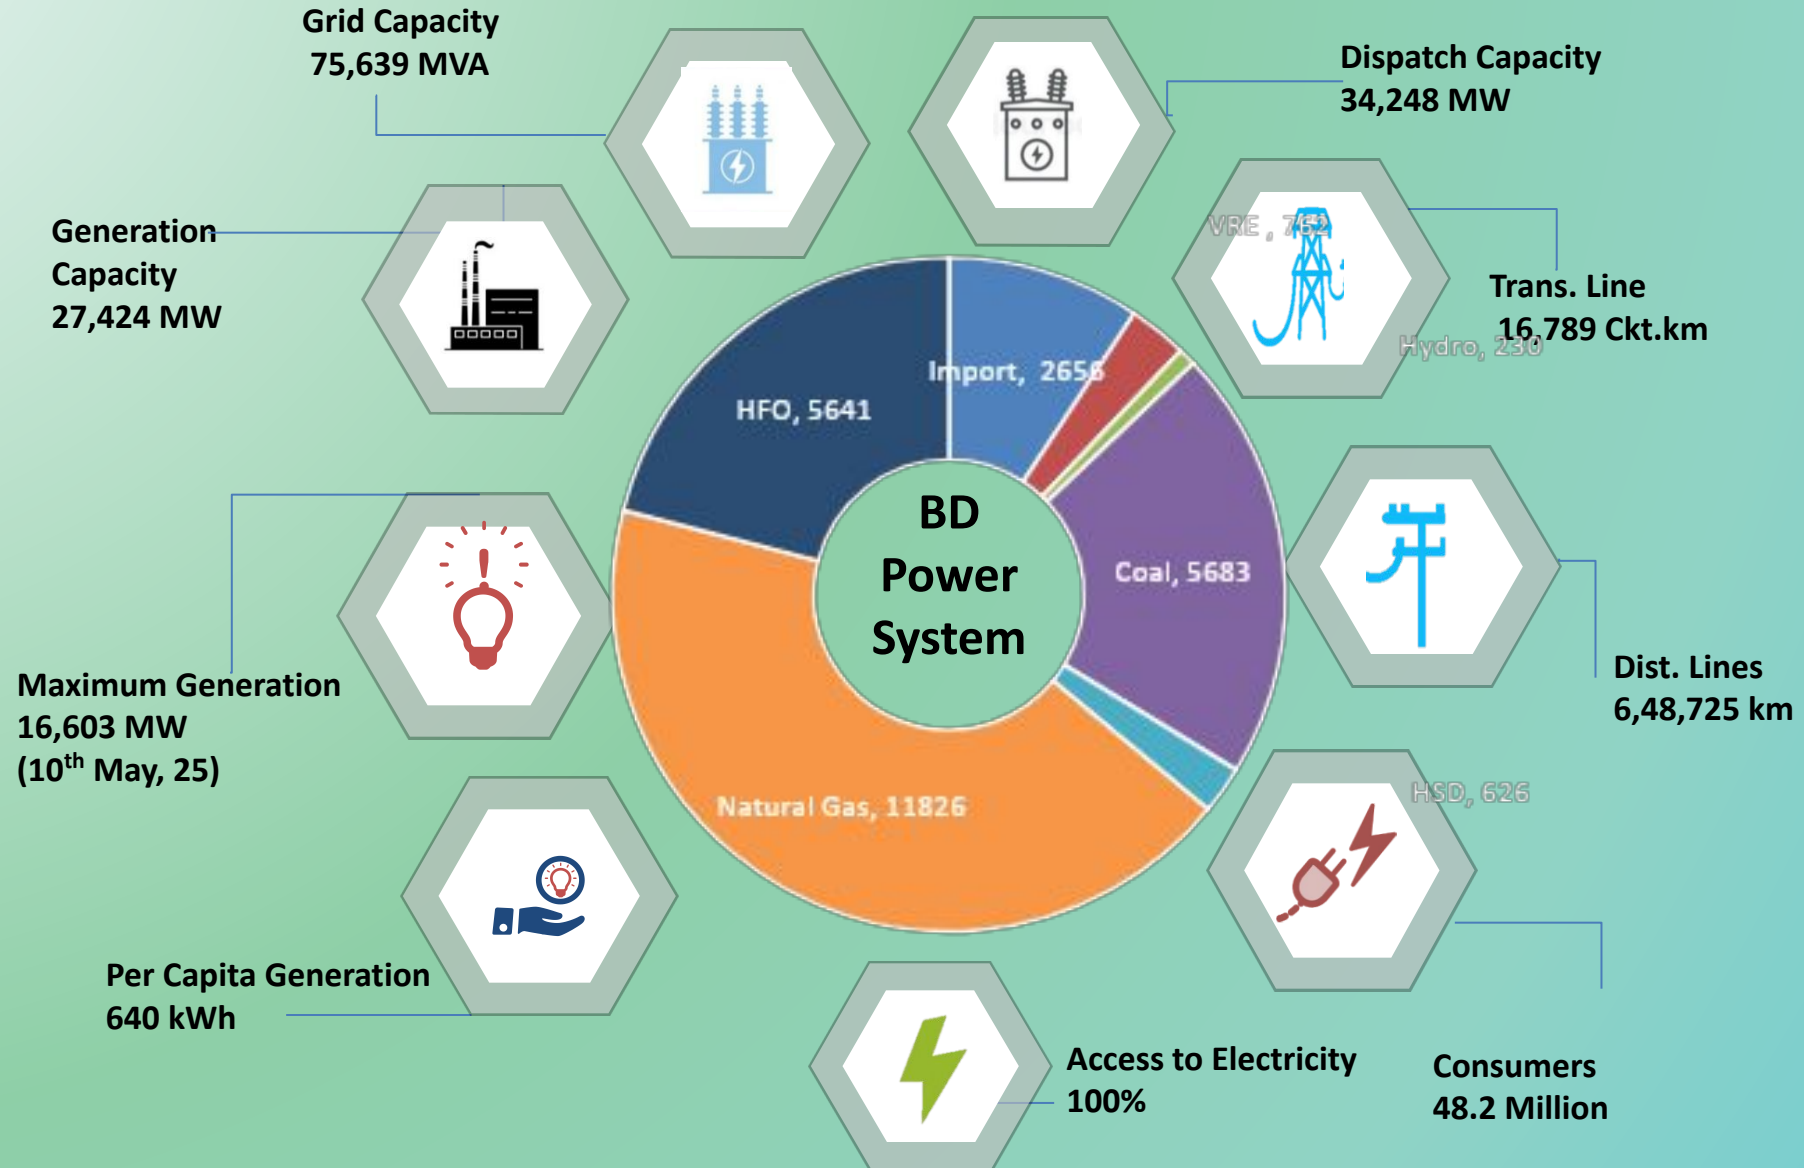 Grid Capacity
75,639 MVA
Dispatch Capacity
34,248 MW
Generation
Capacity
27,424 MW
VRE , 762
Trans. Line
16,789 Ckt.km
Hydro, 230
Import, 2656
HFO, 5641
BD
Power
System
Coal, 5683
Maximum Generation
16,603 MW
(10th May, 25)
Dist. Lines
6,48,725 km
HSD, 626
Natural Gas, 11826
Per Capita Generation
640 kWh
Access to Electricity
100%
Consumers
48.2 Million